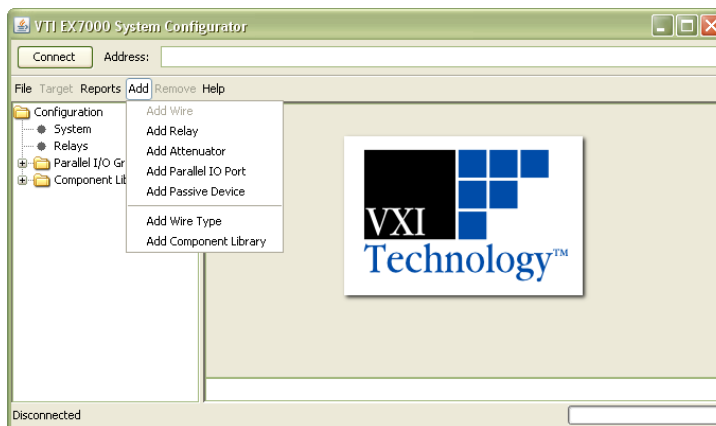 VTI EX7000 System Configurator
Connect Address:
File Target Reports Add Remove Help
Configuration
System
Relays
Parallel I/O Gr
Component Lib
Add Wire
Add Relay
Add Attenuator
Add Parallel IO Port
Add Passive Device
Add Wire Type
Add Component Library
VXI
Technology™
Disconnected